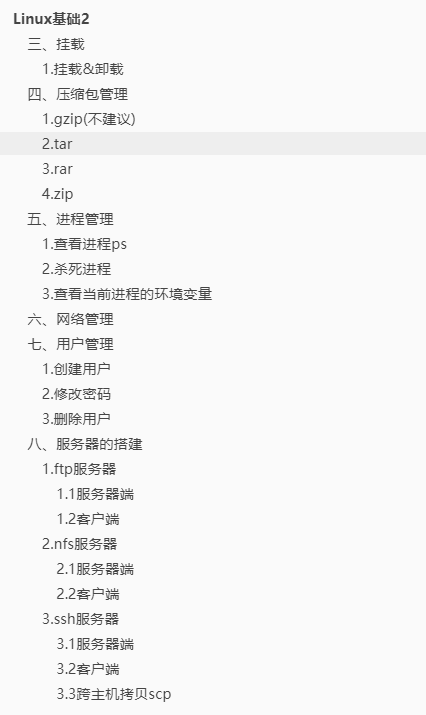 Linux基础2
三、挂载
1.挂载&卸载
四、压缩包管理
1.gzip(不建议)
2.tar
3.rar
4.zip
五、进程管理
1.查看进程ps
2.杀死进程
3.查看当前进程的环境变量
六、网络管理
七、用户管理
1.创建用户
2.修改密码
3.删除用户
八、服务器的搭建
1.ftp服务器
1.1服务器端
1.2客户端
2.nfs服务器
2.1服务器端
2.2客户端
3.ssh服务器
3.1服务器端
3.2客户端
3.3跨主机拷贝scp